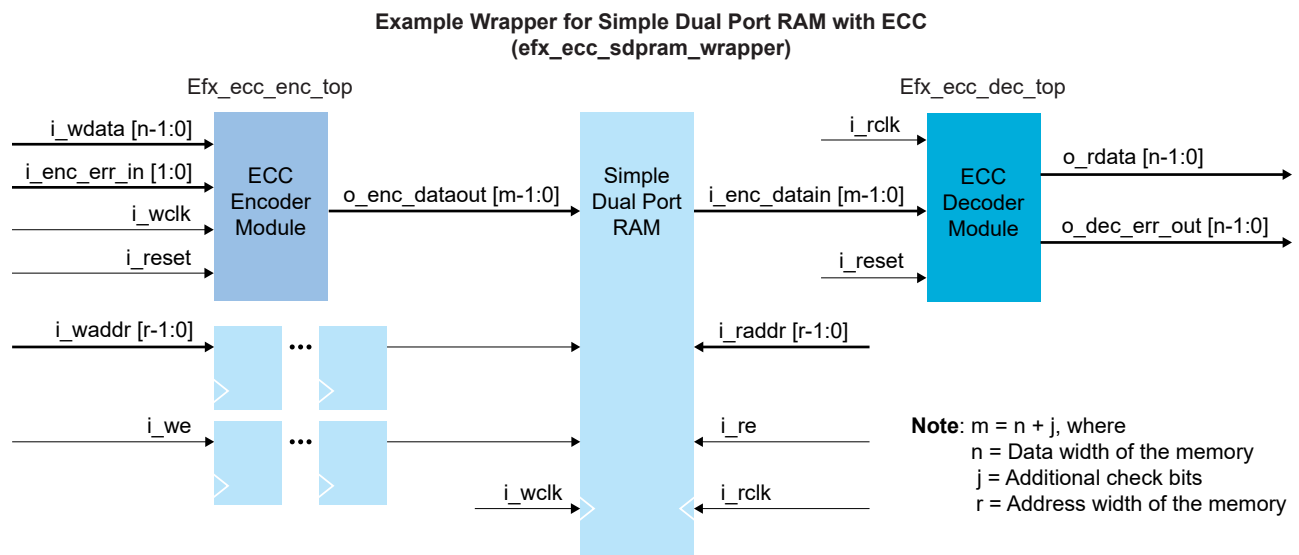 Example Wrapper for Simple Dual Port RAM with ECC
(efx_ecc_sdpram_wrapper)
Efx_ecc_enc_top
Efx_ecc_dec_top
i_wdata [n-1:0]
i_enc_err_in [1:0]
i_wclk
i_reset
ECC
Encoder
Module
o_enc_dataout [m-1:0]
Simple
Dual Port
RAM
i_enc_datain [m-1:0]
i_rclk
i_reset
ECC
Decoder
Module
o_rdata [n-1:0]
o_dec_err_out [n-1:0]
i_waddr [r-1:0]
•••
i_raddr [r-1:0]
i_we
•••
i_re
i_wclk
i_rclk
Note: m = n + j, where
n = Data width of the memory
j = Additional check bits
r = Address width of the memory